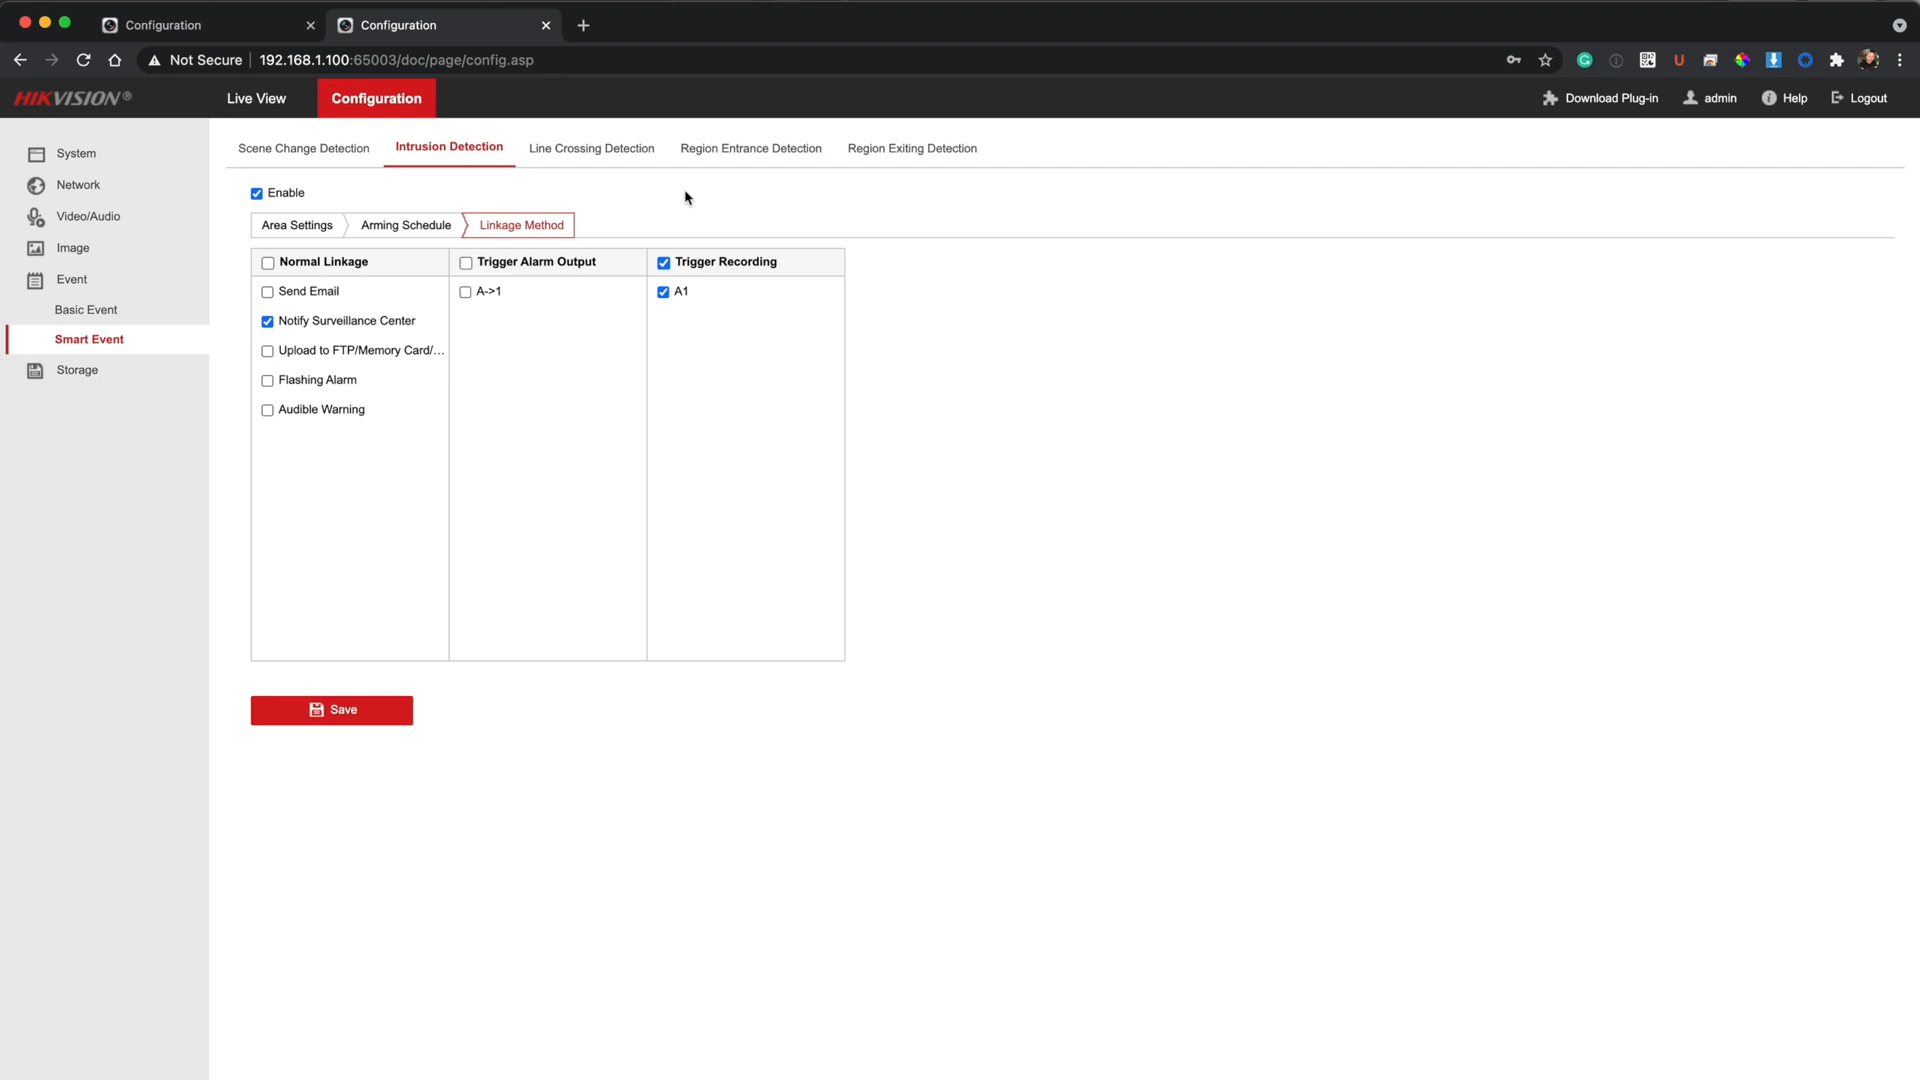 Configuration
Configuration
Not Secure
192.168.1.100:65003/doc/page/config.asp
HIKVISION®
Live View
Configuration
Download Plug-in
admin
Help
Logout
System
Network
Video/Audio
Image
Event
Basic Event
Smart Event
Storage
Scene Change Detection
Intrusion Detection
Line Crossing Detection
Region Entrance Detection
Region Exiting Detection
Enable
Area Settings
Arming Schedule
Linkage Method
Normal Linkage
Trigger Alarm Output
Trigger Recording
Send Email
A->1
A1
Notify Surveillance Center
Upload to FTP/Memory Card/...
Flashing Alarm
Audible Warning
Save